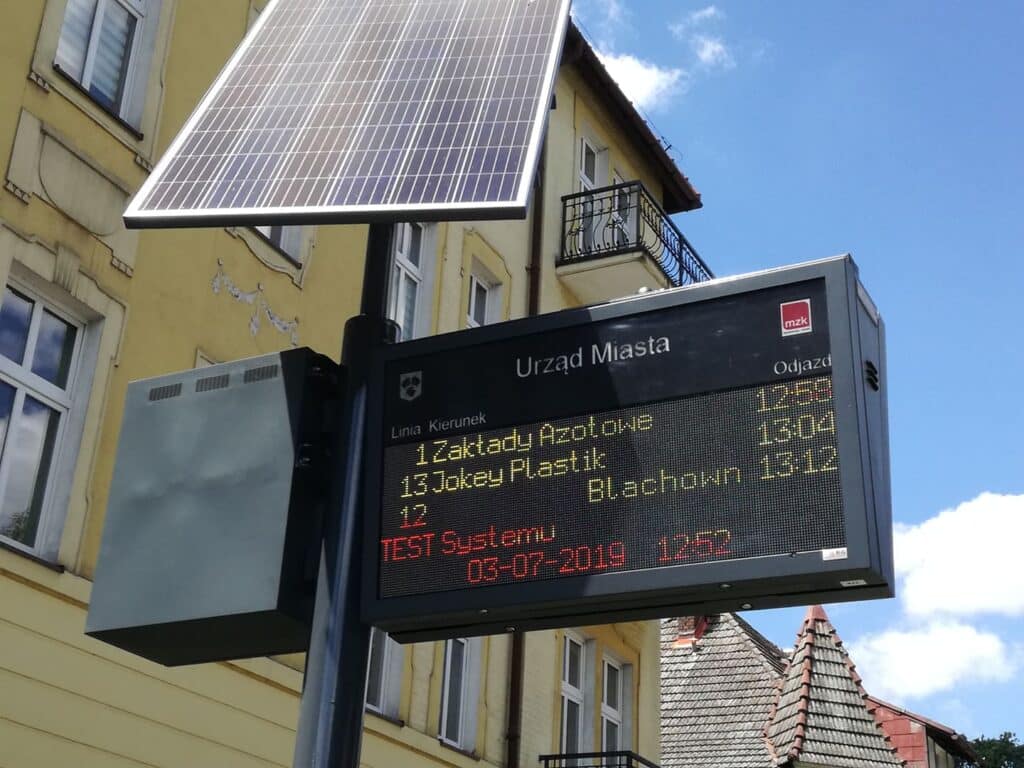 mzk
Urząd Miasta
Linia Kierunek Odjazd
1 Zakłady Azotowe 12:58
13 Jokey Plastik 13:04
12 Blachown 13:12
TEST Systemu
03-07-2019 12:52